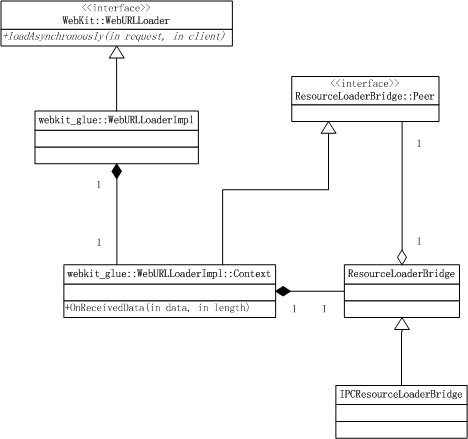 <<interface>>
WebKit::WebURLLoader
+loadAsynchronously(in request, in client)
<<interface>>
ResourceLoaderBridge::Peer
webkit_glue::WebURLLoaderImpl
1
1
1
1
webkit_glue::WebURLLoaderImpl::Context
+OnReceivedData(in data, in length)
ResourceLoaderBridge
1
1
IPCResourceLoaderBridge